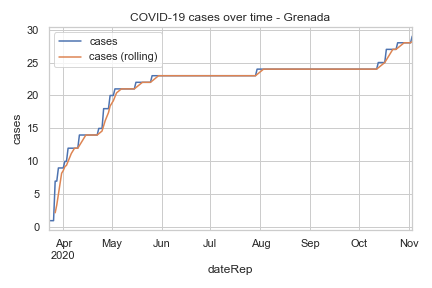 COVID-19 cases over time - Grenada
cases
cases (rolling)
30
25
20
15
10
5
0
cases
Apr May Jun Jul Aug Sep Oct Nov
2020
dateRep